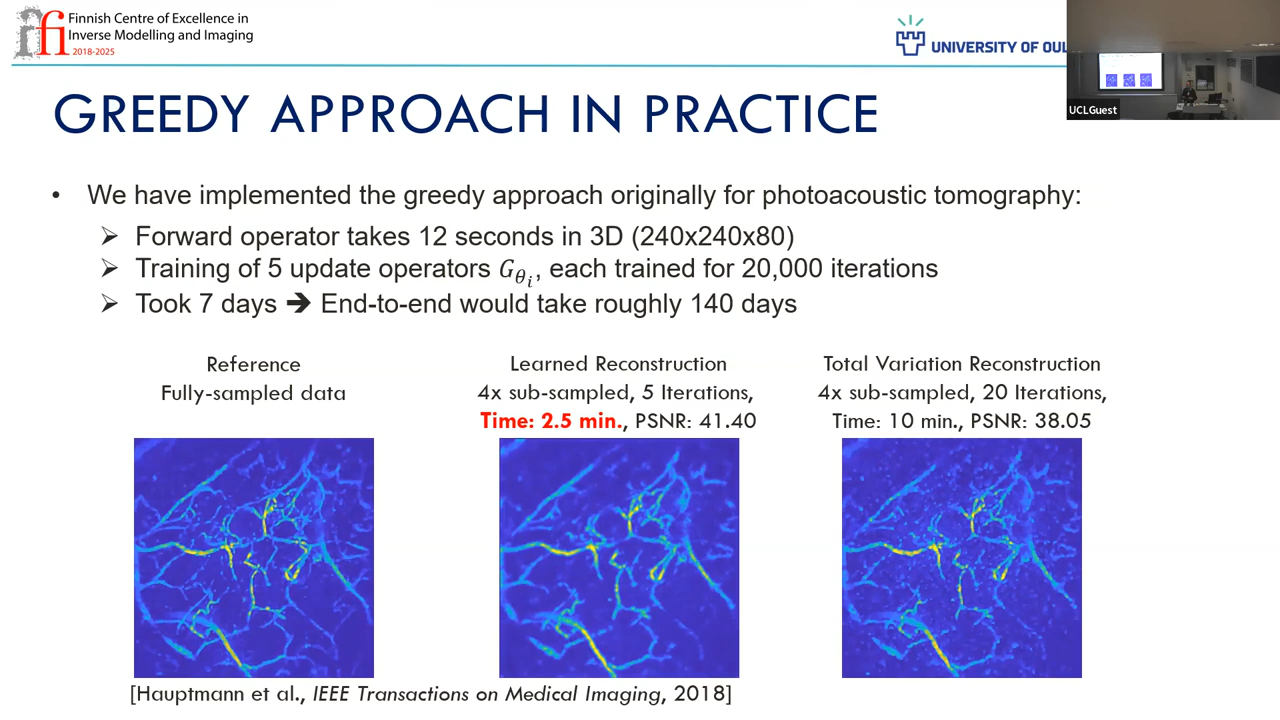 Finnish Centre of Excellence in
Inverse Modelling and Imaging
2018-2025
fi
UNIVERSITY OF
UCLGuest
GREEDY APPROACH IN PRACTICE
• We have implemented the greedy approach originally for photoacoustic tomography:
➢ Forward operator takes 12 seconds in 3D (240x240x80)
➢ Training of 5 update operators G_{θ_i}, each trained for 20,000 iterations
➢ Took 7 days ➔ End-to-end would take roughly 140 days
Reference
Fully-sampled data
Learned Reconstruction
4x sub-sampled, 5 Iterations,
Time: 2.5 min., PSNR: 41.40
Total Variation Reconstruction
4x sub-sampled, 20 Iterations,
Time: 10 min., PSNR: 38.05
[Hauptmann et al., IEEE Transactions on Medical Imaging, 2018]